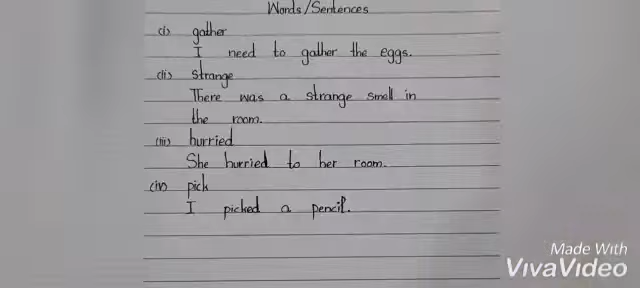 Words/Sentences
(i) gather
I need to gather the eggs.
(ii) strange
There was a strange smell in
the room.
(iii) hurried
She hurried to her room.
(iv) pick
I picked a pencil.
Made With
VivaVideo